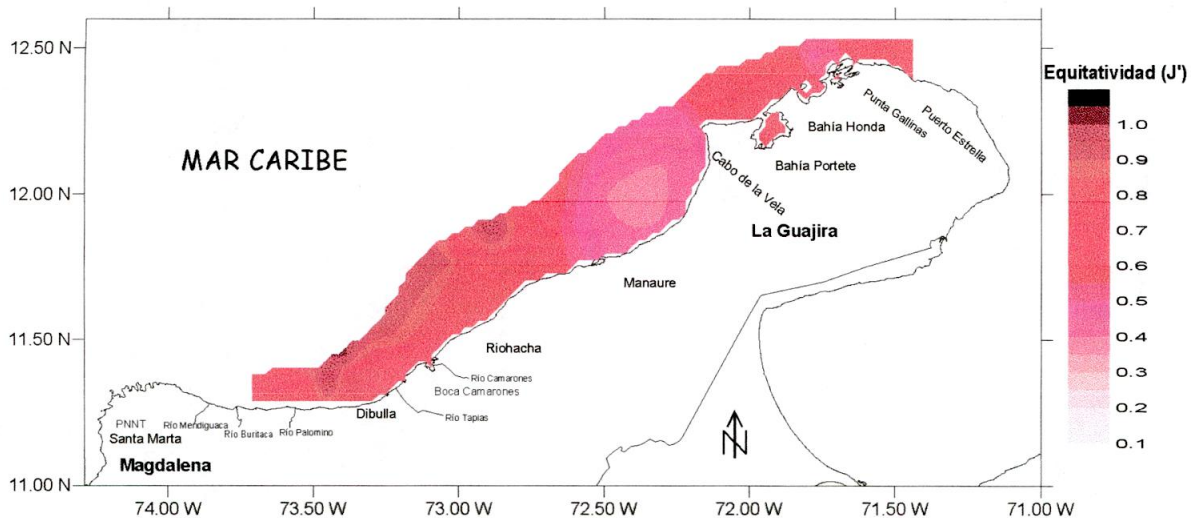 12.50 N
12.00 N
11.50 N
11.00 N
MAR CARIBE
Punta Gallinas
Puerto Estrella
Bahía Honda
Bahía Portete
Cabo de la Vela
La Guajira
Manaure
Riohacha
Río Camarones
Boca Camarones
Río Tapias
Dibulla
Río Palomino
Río Buritaca
Río Mendiguaca
PNNT
Santa Marta
Magdalena
N
74.00 W
73.50 W
73.00 W
72.50 W
72.00 W
71.50 W
71.00 W
Equitatividad (J')
1.0
0.9
0.8
0.7
0.6
0.5
0.4
0.3
0.2
0.1